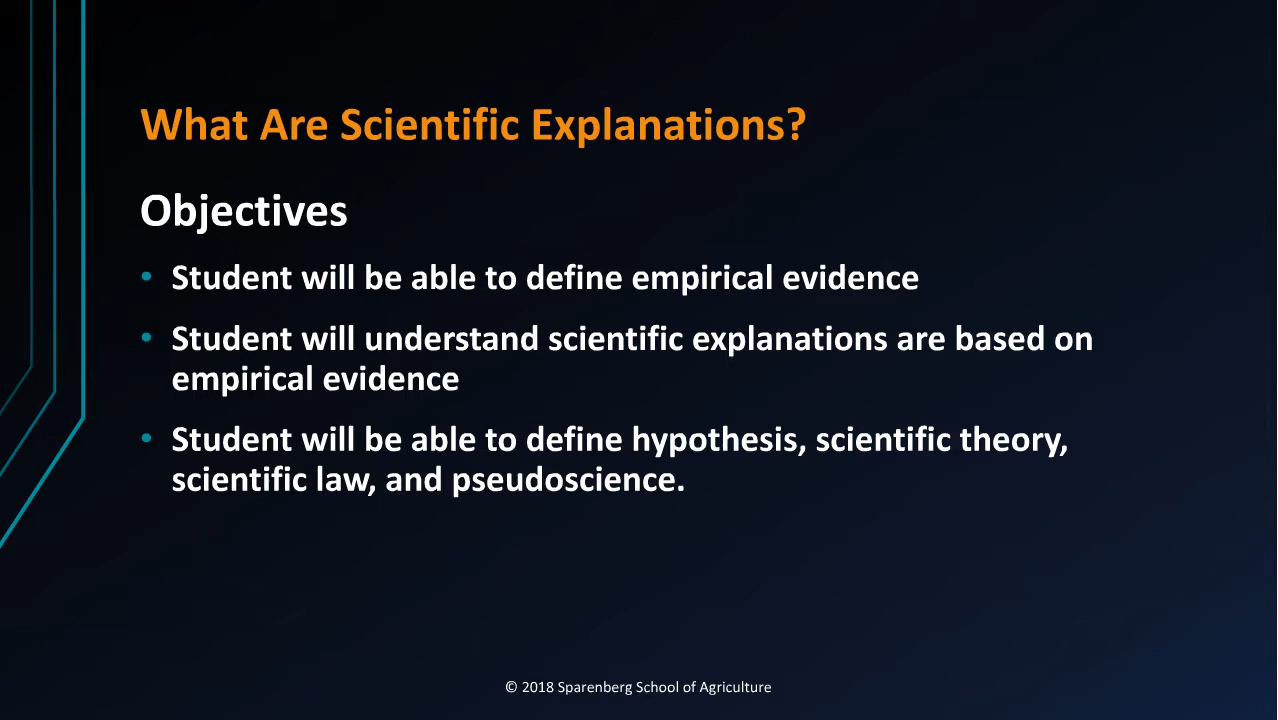 What Are Scientific Explanations?
Objectives
• Student will be able to define empirical evidence
• Student will understand scientific explanations are based on
empirical evidence
• Student will be able to define hypothesis, scientific theory,
scientific law, and pseudoscience.
© 2018 Sparenberg School of Agriculture